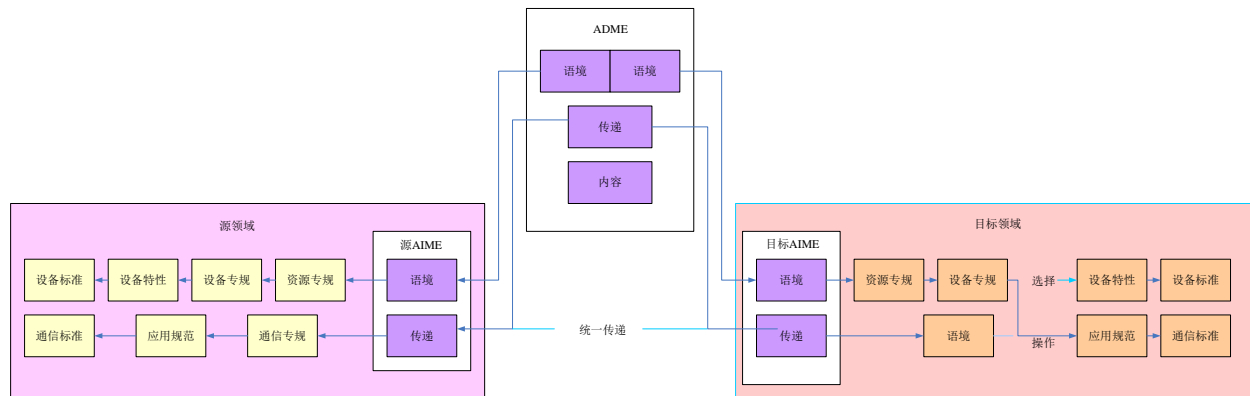 ADME
语境 语境
传递
内容
源领域
源AIME
设备标准 设备特性 设备专规 资源专规 语境
通信标准 应用规范 通信专规 传递
统一传递
目标领域
目标AIME
语境 资源专规 设备专规 选择 设备特性 设备标准
传递 语境 操作 应用规范 通信标准